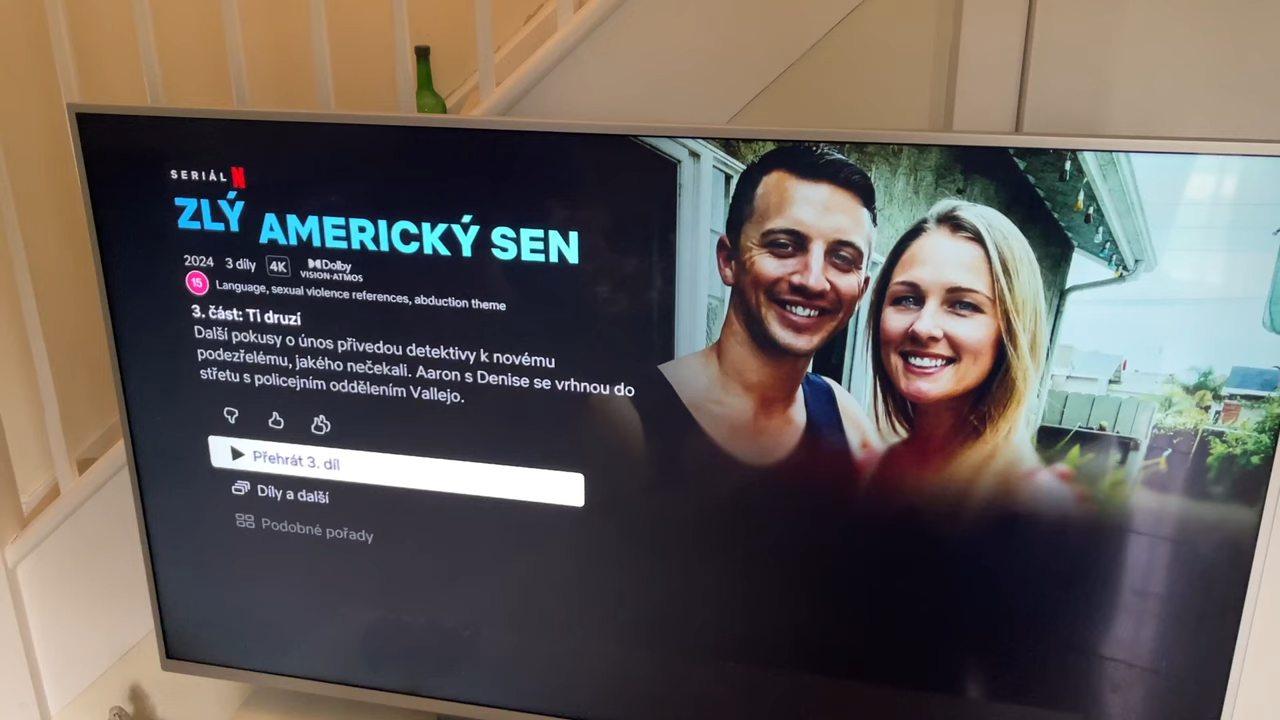 SERIÁL N
ZLÝ AMERICKÝ SEN
2024 3 díly 4K Dolby
VISION·ATMOS
15 Language, sexual violence references, abduction theme
3. část: Ti druzí
Další pokusy o únos přivedou detektivy k novému
podezřelému, jakého nečekali. Aaron s Denise se vrhnou do
střetu s policejním oddělením Vallejo.
Přehrát 3. díl
Díly a další
Podobné pořady